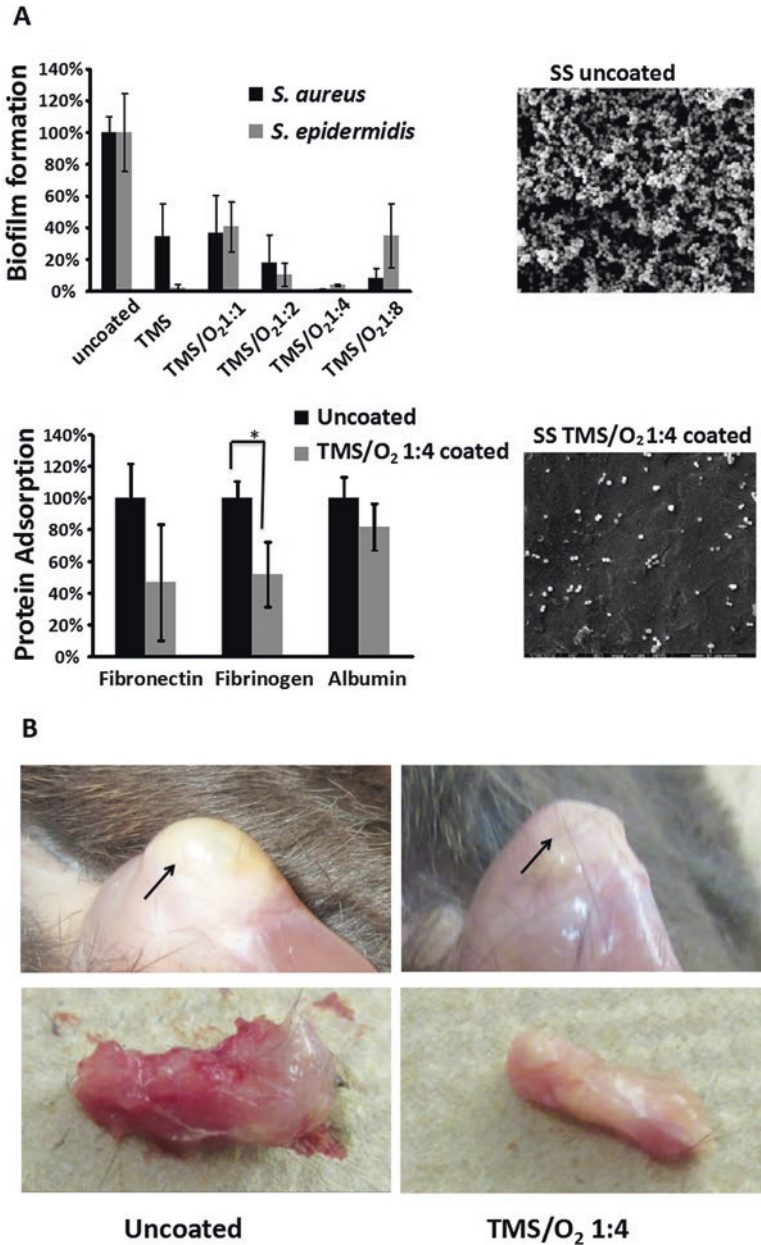 A
140%
120%
100%
80%
60%
40%
20%
0%
Biofilm formation
S. aureus
S. epidermidis
uncoated
TMS
TMS/O₂1:1
TMS/O₂1:2
TMS/O₂1:4
TMS/O₂1:8
SS uncoated
140%
120%
100%
80%
60%
40%
20%
0%
Protein Adsorption
Uncoated
TMS/O₂ 1:4 coated
*
Fibronectin
Fibrinogen
Albumin
SS TMS/O₂ 1:4 coated
B
Uncoated
TMS/O₂ 1:4